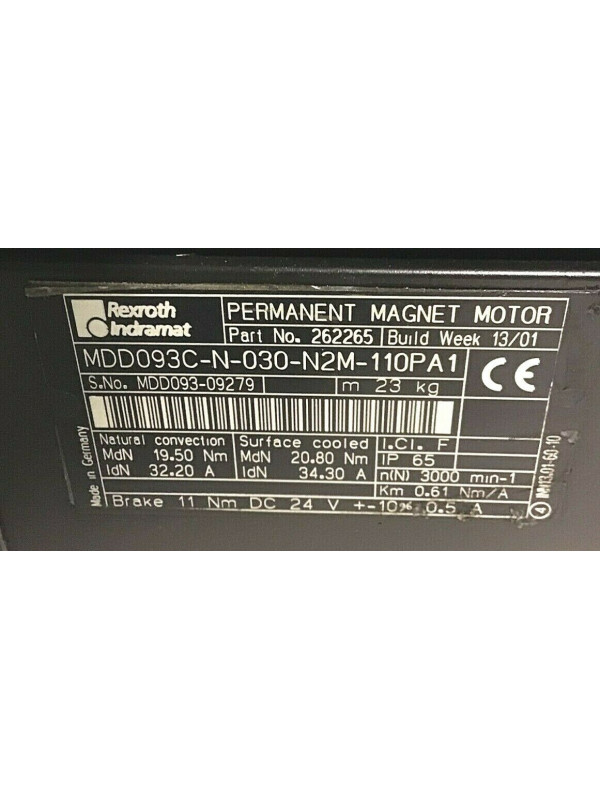 Rexroth
Indramat
PERMANENT MAGNET MOTOR
Part No. 262265 Build Week 13/01
MDD093C-N-030-N2M-110PA1
CE
S.No. MDD093-09279 m 23 kg
Natural convection Surface cooled I.Cl. F
MdN 19.50 Nm MdN 20.80 Nm IP 65
IdN 32.20 A IdN 34.30 A n(N) 3000 min-1
Km 0.61 Nm/A
Brake 11 Nm DC 24 V +-10% 0.5 A
Made in Germany
4